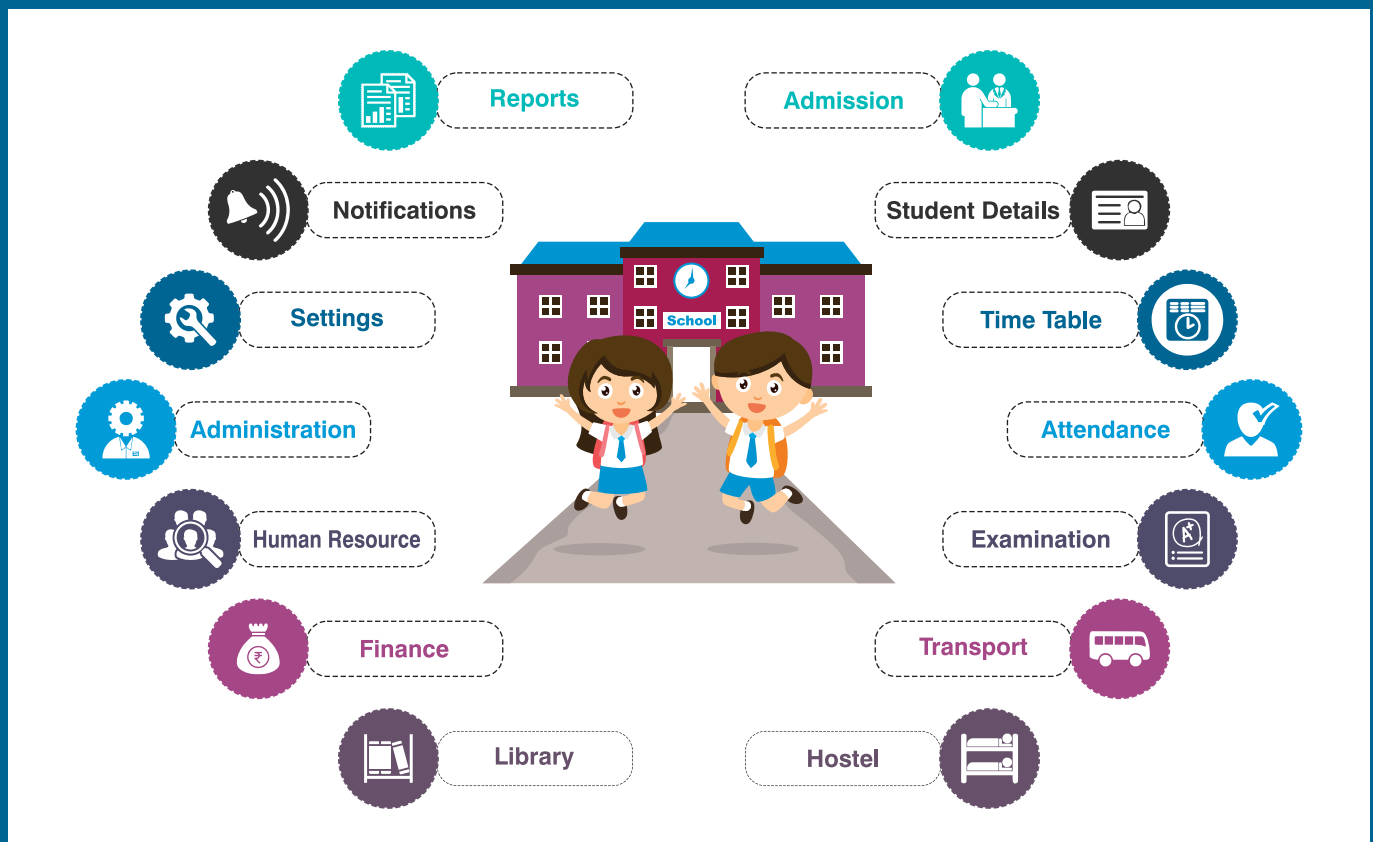 Reports
Admission
Notifications
Student Details
Settings
School
Time Table
Administration
Attendance
Human Resource
Examination
A+
Finance
₹
Transport
Library
Hostel